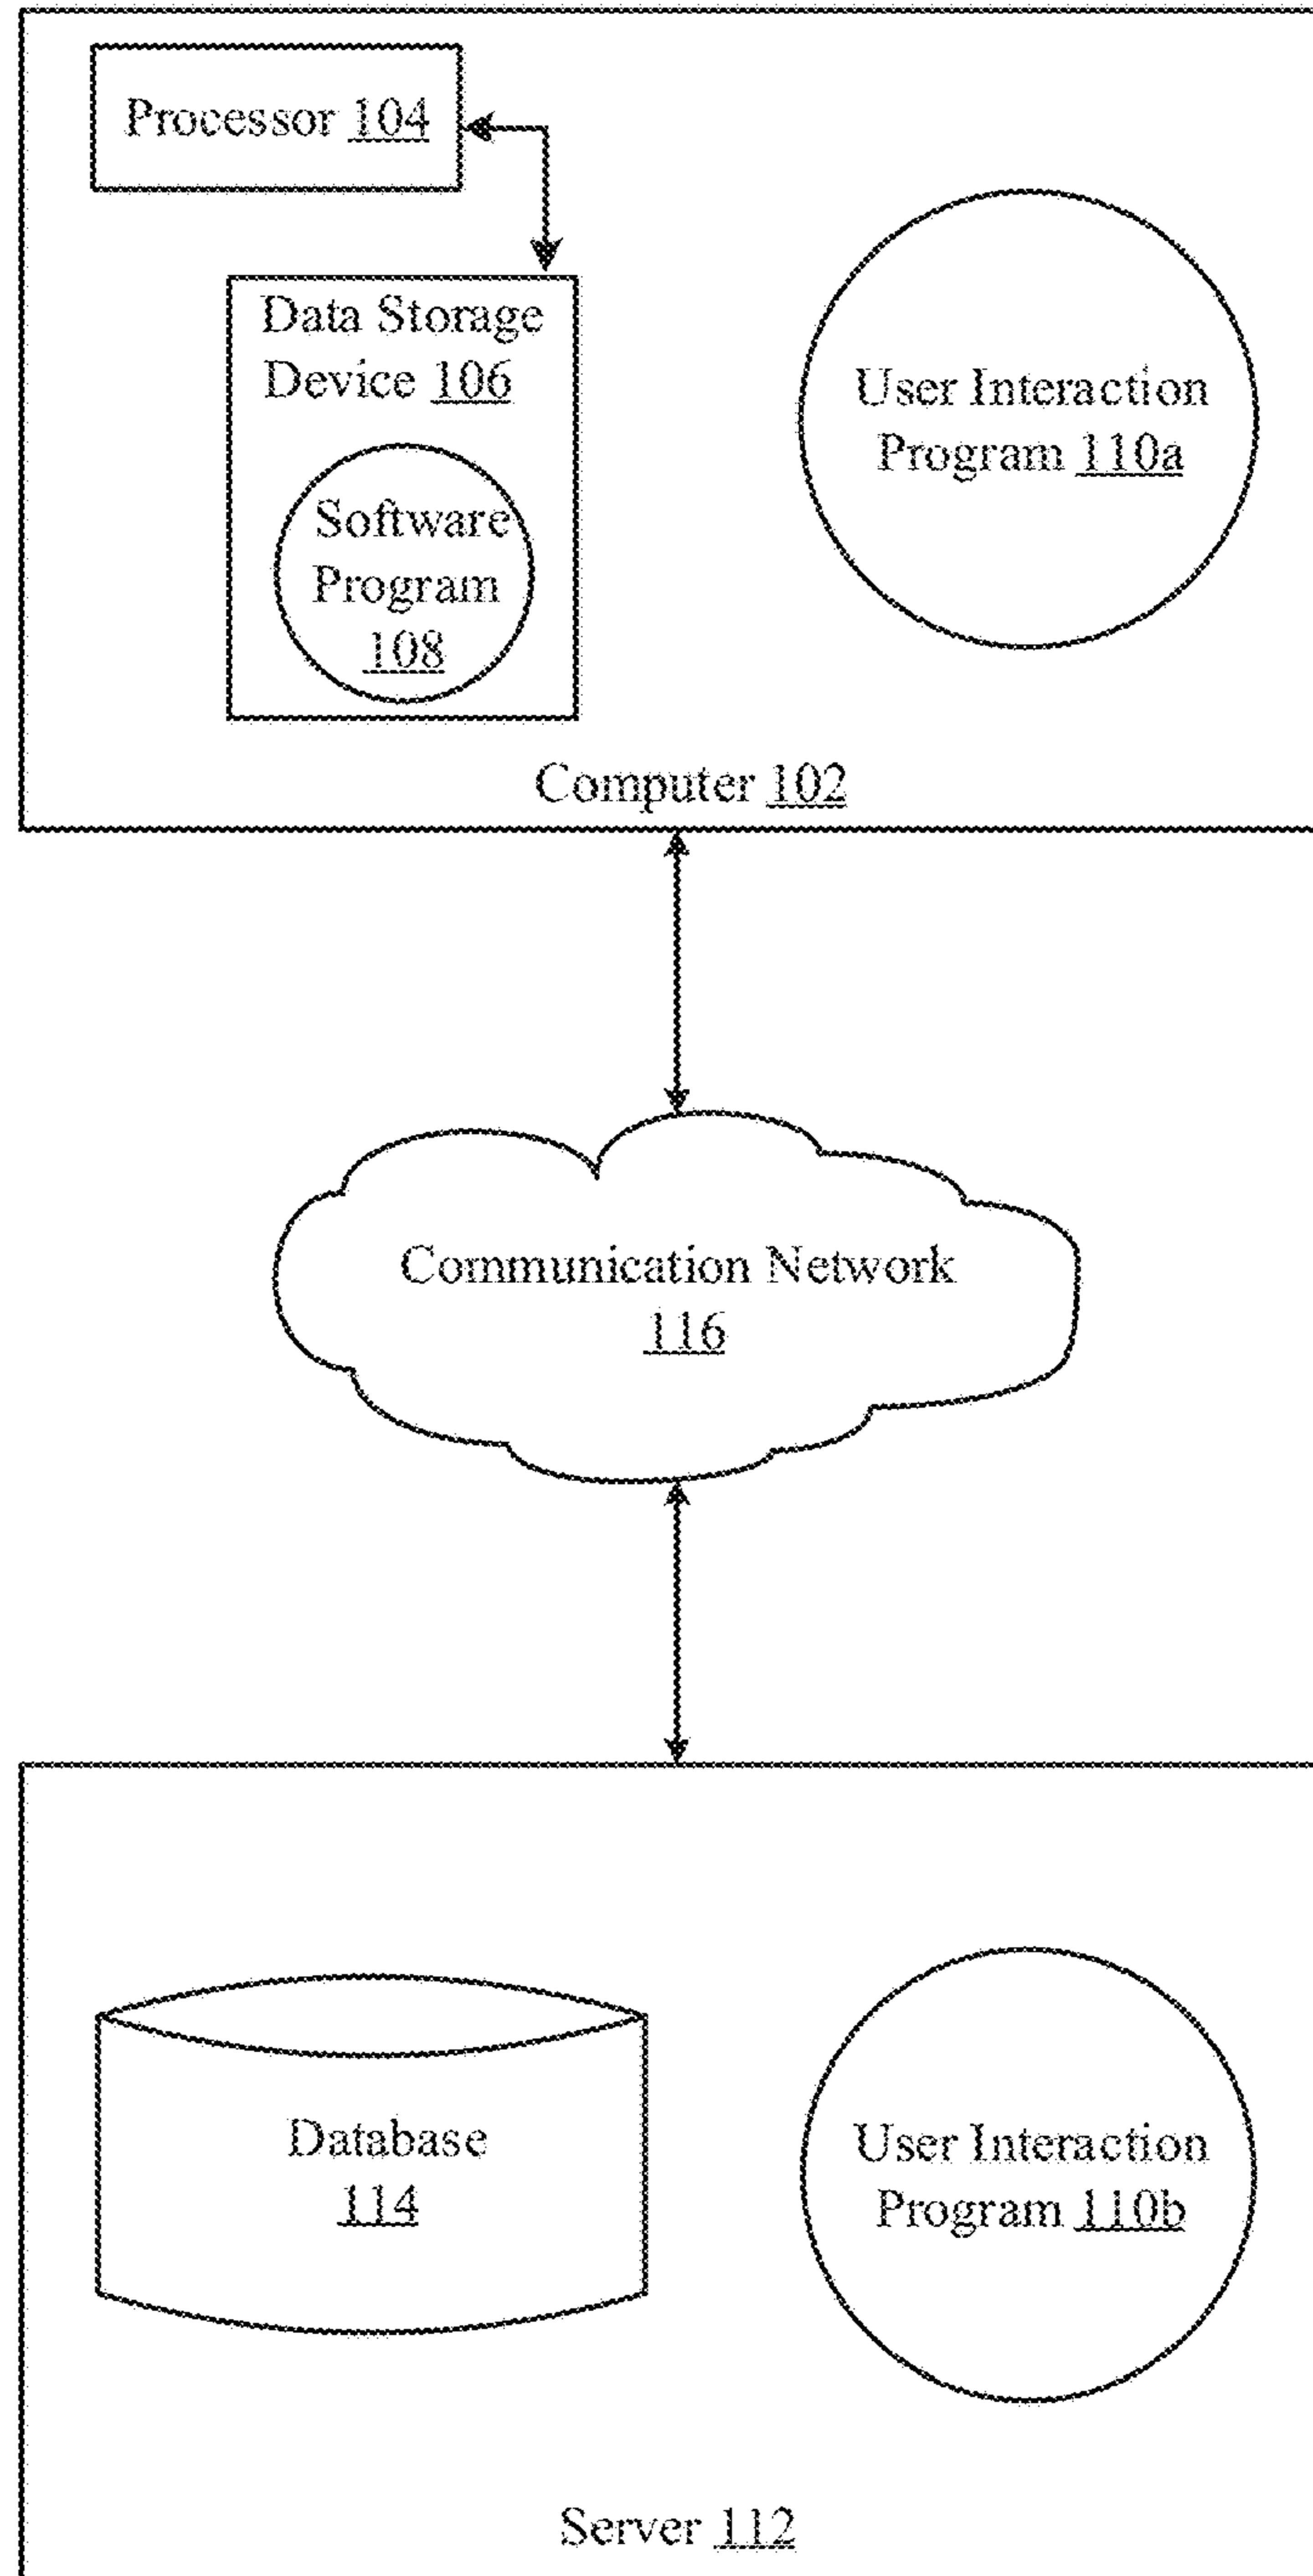 Processor 104
Data Storage
Device 106
Software
Program
108
User Interaction
Program 110a
Computer 102
Communication Network
116
Database
114
User Interaction
Program 110b
Server 112